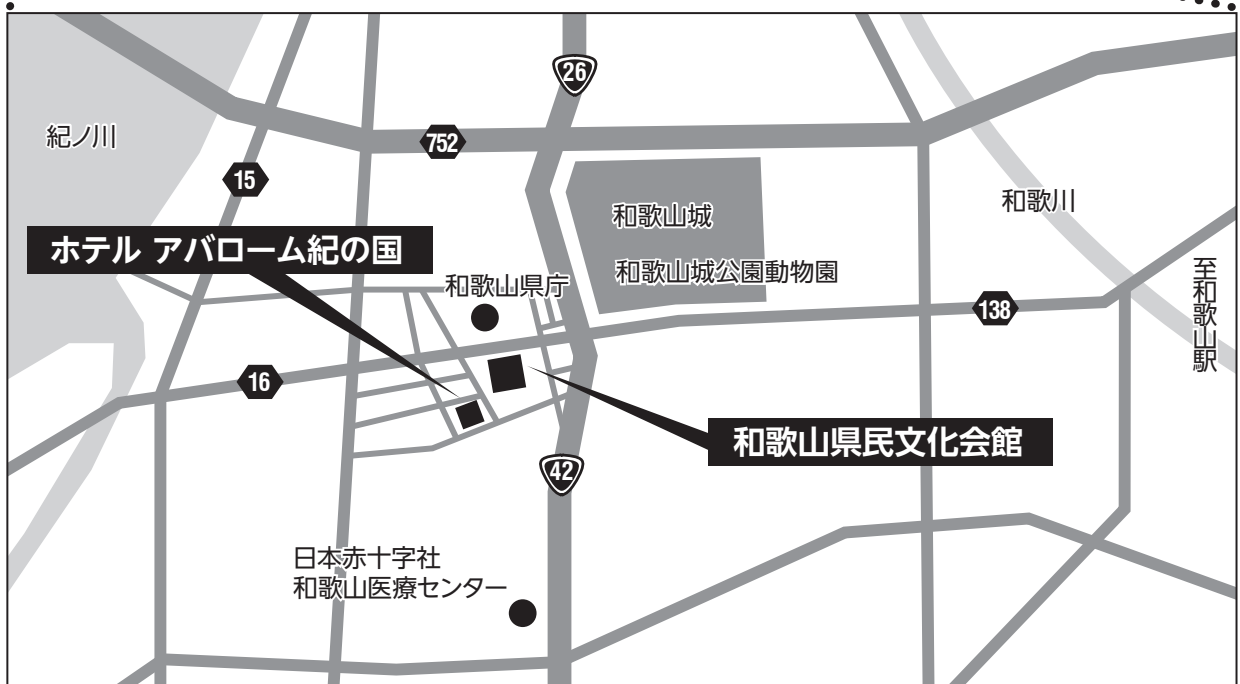 26
紀ノ川
752
15
和歌川
和歌山城
ホテル アバローム紀の国
和歌山城公園動物園
和歌山県庁
至和歌山駅
138
16
和歌山県民文化会館
42
日本赤十字社
和歌山医療センター